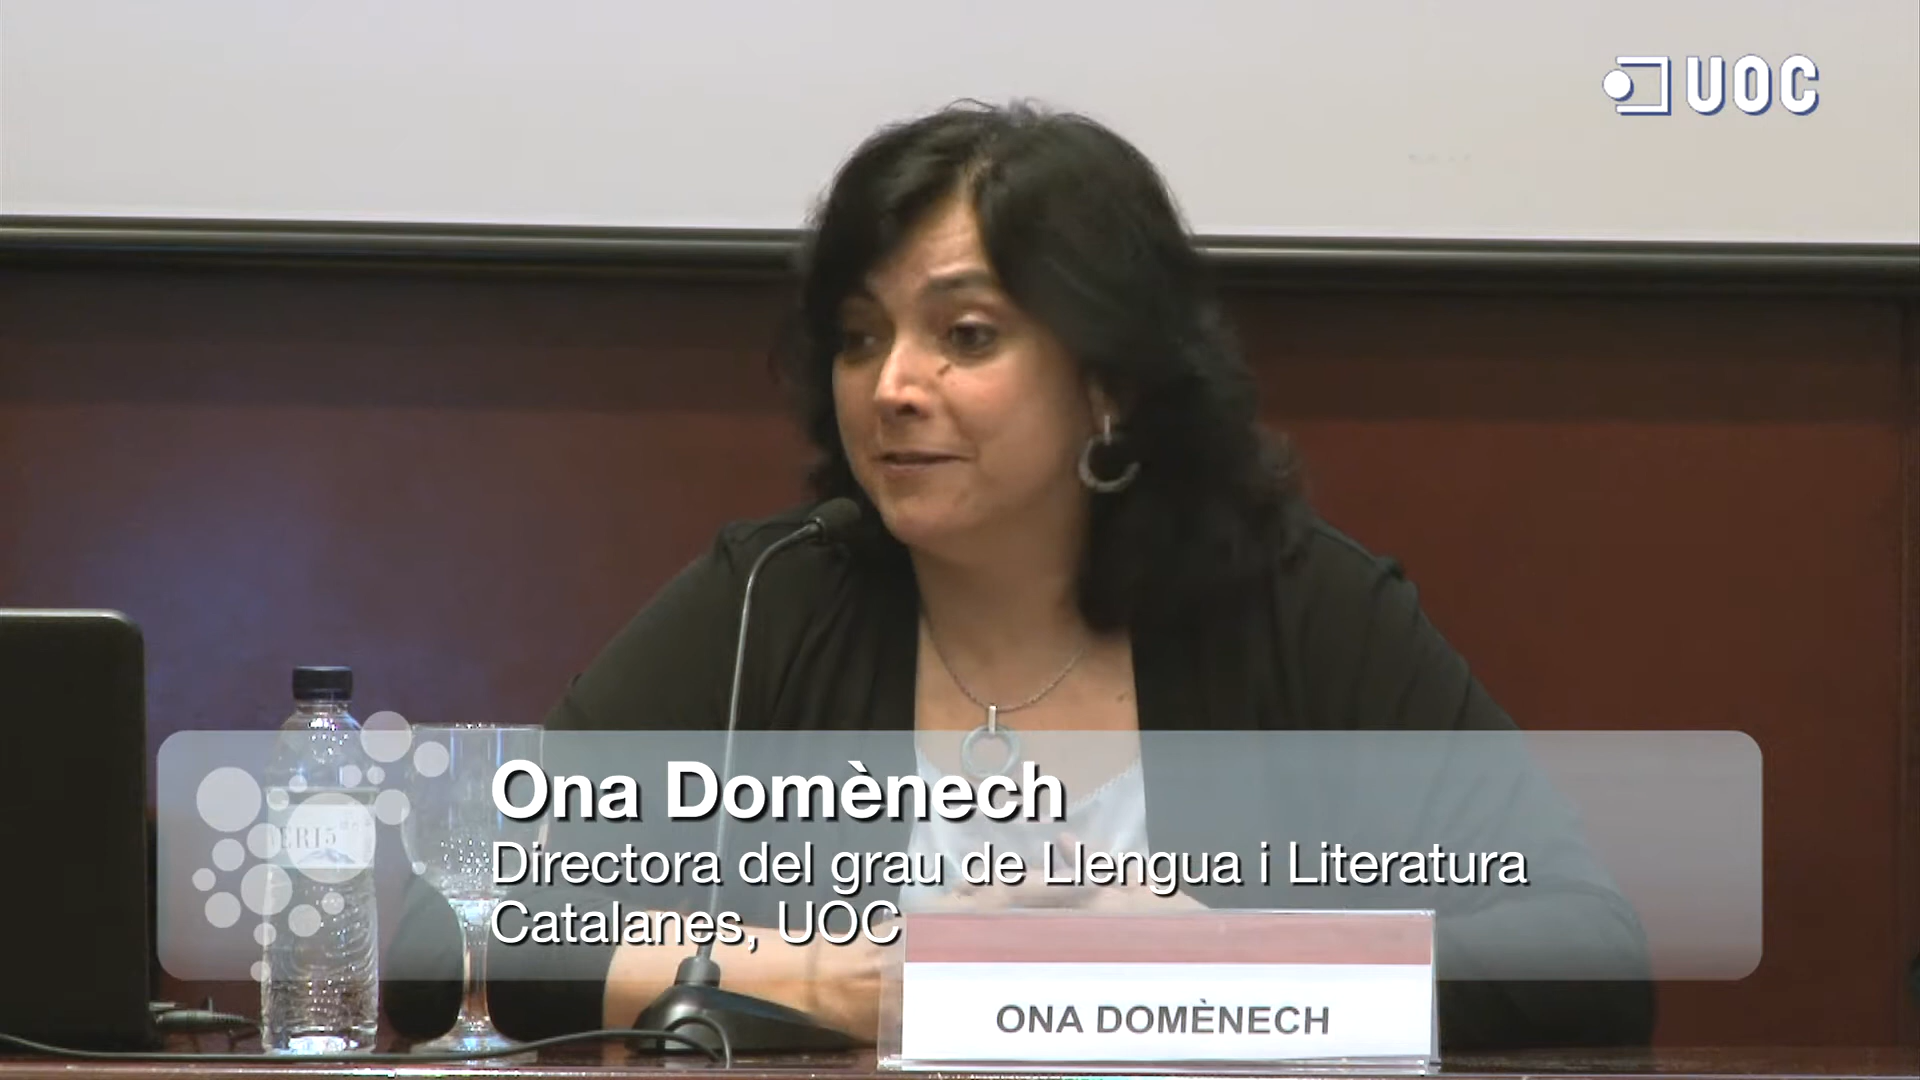 UOC
Ona Domènech
Directora del grau de Llengua i Literatura
Catalanes, UOC
ONA DOMÈNECH